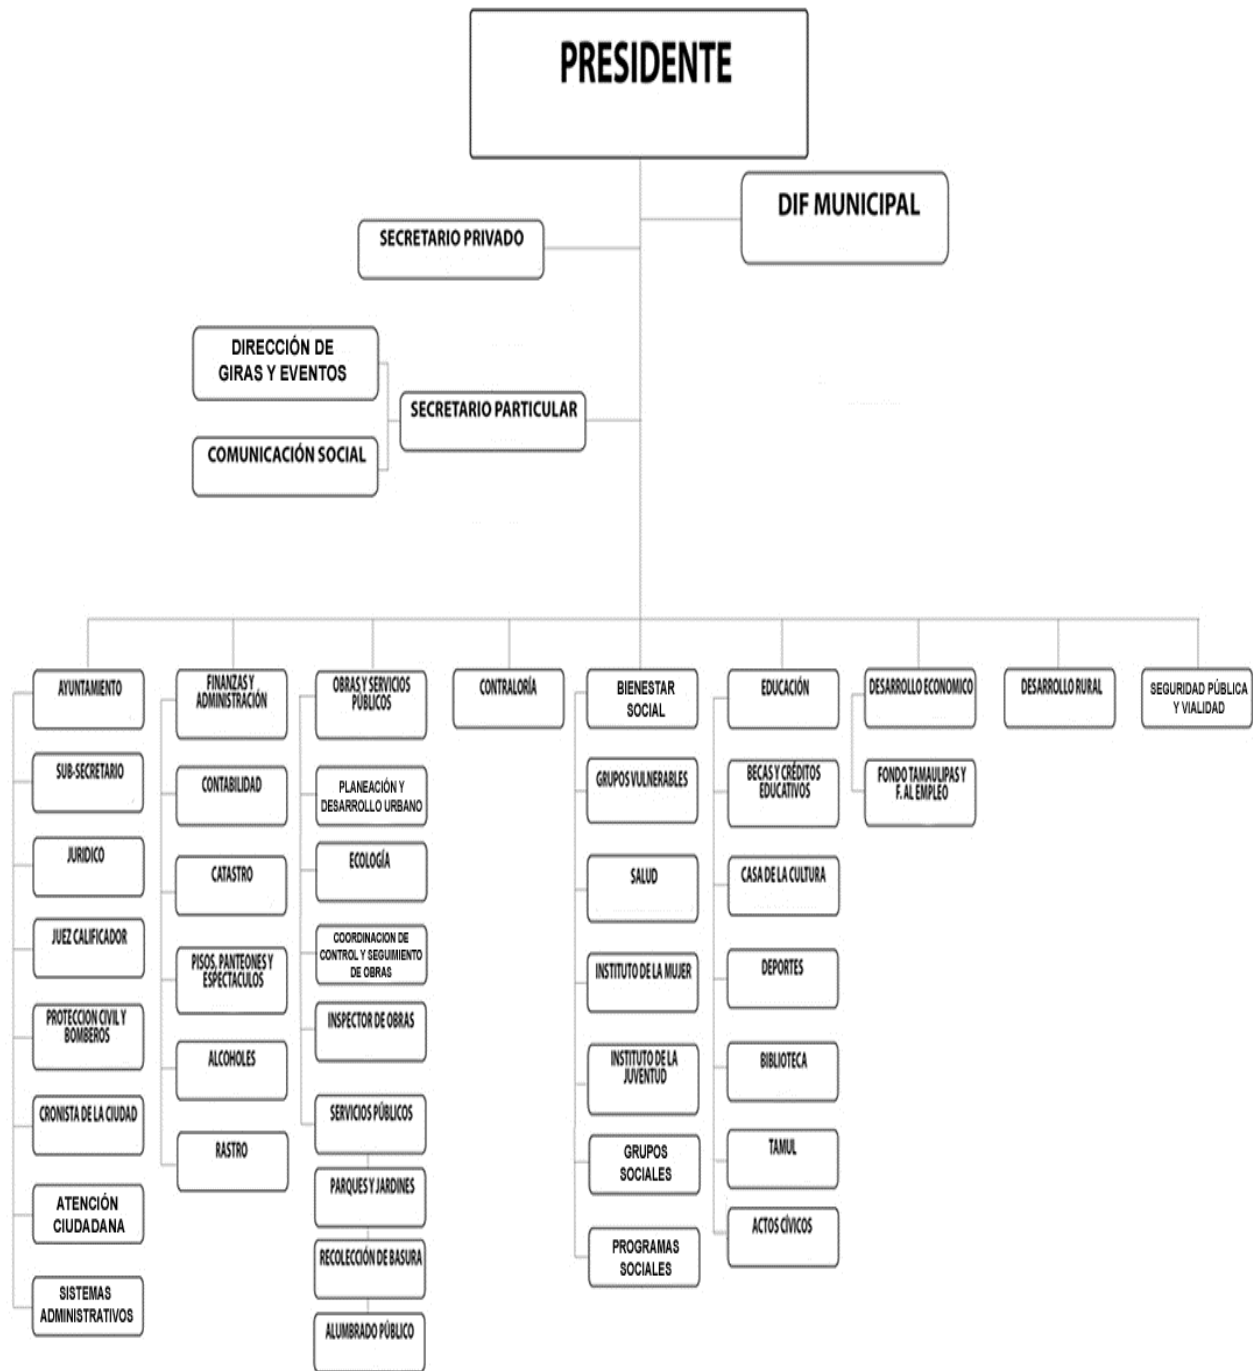 PRESIDENTE
DIF MUNICIPAL
SECRETARIO PRIVADO
DIRECCIÓN DE
GIRAS Y EVENTOS
SECRETARIO PARTICULAR
COMUNICACIÓN SOCIAL
AYUNTAMIENTO
SUB-SECRETARIO
JURIDICO
JUEZ CALIFICADOR
PROTECCION CIVIL Y
BOMBEROS
CRONISTA DE LA CIUDAD
ATENCIÓN
CIUDADANA
SISTEMAS
ADMINISTRATIVOS
FINANZAS Y
ADMINISTRACIÓN
CONTABILIDAD
CATASTRO
PISOS, PANTEONES Y
ESPECTACULOS
ALCOHOLES
RASTRO
OBRAS Y SERVICIOS
PÚBLICOS
PLANEACIÓN Y
DESARROLLO URBANO
ECOLOGÍA
COORDINACION DE
CONTROL Y SEGUIMIENTO
DE OBRAS
INSPECTOR DE OBRAS
SERVICIOS PÚBLICOS
PARQUES Y JARDINES
RECOLECCIÓN DE BASURA
ALUMBRADO PÚBLICO
CONTRALORÍA
BIENESTAR
SOCIAL
GRUPOS VULNERABLES
SALUD
INSTITUTO DE LA MUJER
INSTITUTO DE LA
JUVENTUD
GRUPOS
SOCIALES
PROGRAMAS
SOCIALES
EDUCACIÓN
BECAS Y CRÉDITOS
EDUCATIVOS
CASA DE LA CULTURA
DEPORTES
BIBLIOTECA
TAMUL
ACTOS CÍVICOS
DESARROLLO ECONOMICO
FONDO TAMAULIPAS Y
F. AL EMPLEO
DESARROLLO RURAL
SEGURIDAD PÚBLICA
Y VIALIDAD